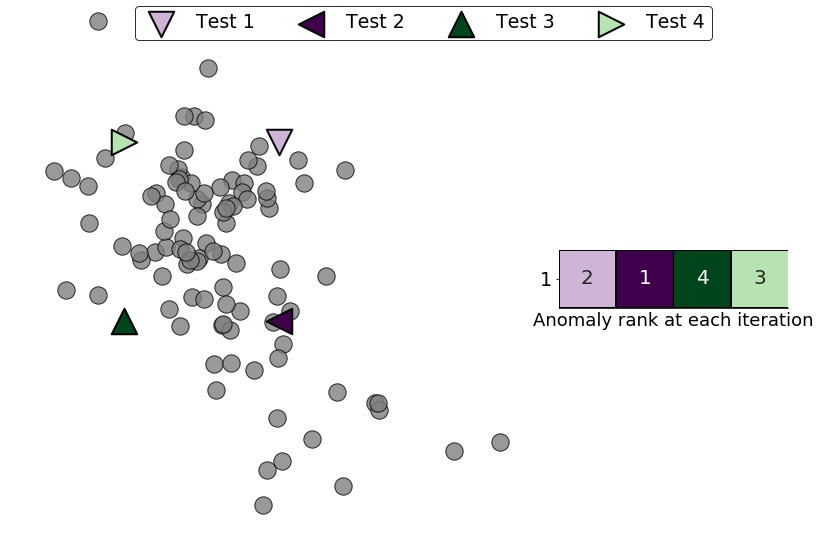 Test 1 Test 2 Test 3 Test 4
1 2 1 4 3
Anomaly rank at each iteration